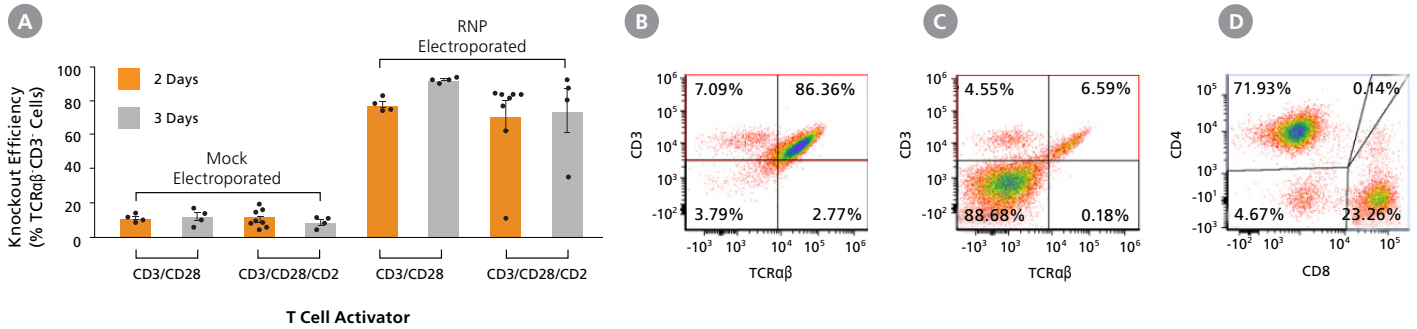 A
Knockout Efficiency
(% TCRαβ⁻CD3⁻ Cells)
100
80
60
40
20
0
2 Days
3 Days
Mock
Electroporated
RNP
Electroporated
CD3/CD28
CD3/CD28/CD2
CD3/CD28
CD3/CD28/CD2
T Cell Activator
B
CD3
10⁶
10⁵
10⁴
10³
-10²
7.09%
86.36%
3.79%
2.77%
-10³
10³
10⁴
10⁵
10⁶
TCRαβ
C
CD3
10⁶
10⁵
10⁴
10³
-10²
4.55%
6.59%
88.68%
0.18%
-10³
10³
10⁴
10⁵
10⁶
TCRαβ
D
CD4
10⁵
10⁴
10³
-10¹
-10³
71.93%
0.14%
4.67%
23.26%
-10²
10³
10⁴
10⁵
CD8